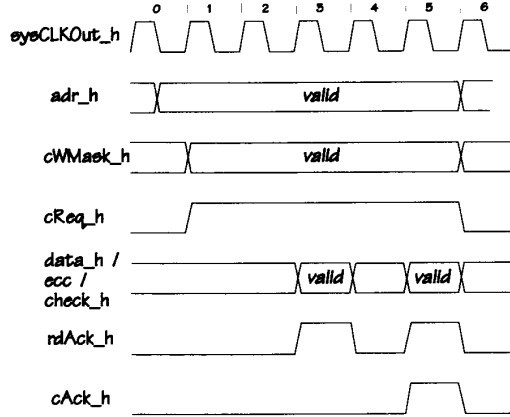 0 1 2 3 4 5 6
sysCLKOut_h
adr_h valid
cWMask_h valid
cReq_h
data_h /
ecc / valid valid
check_h
rdAck_h
cAck_h